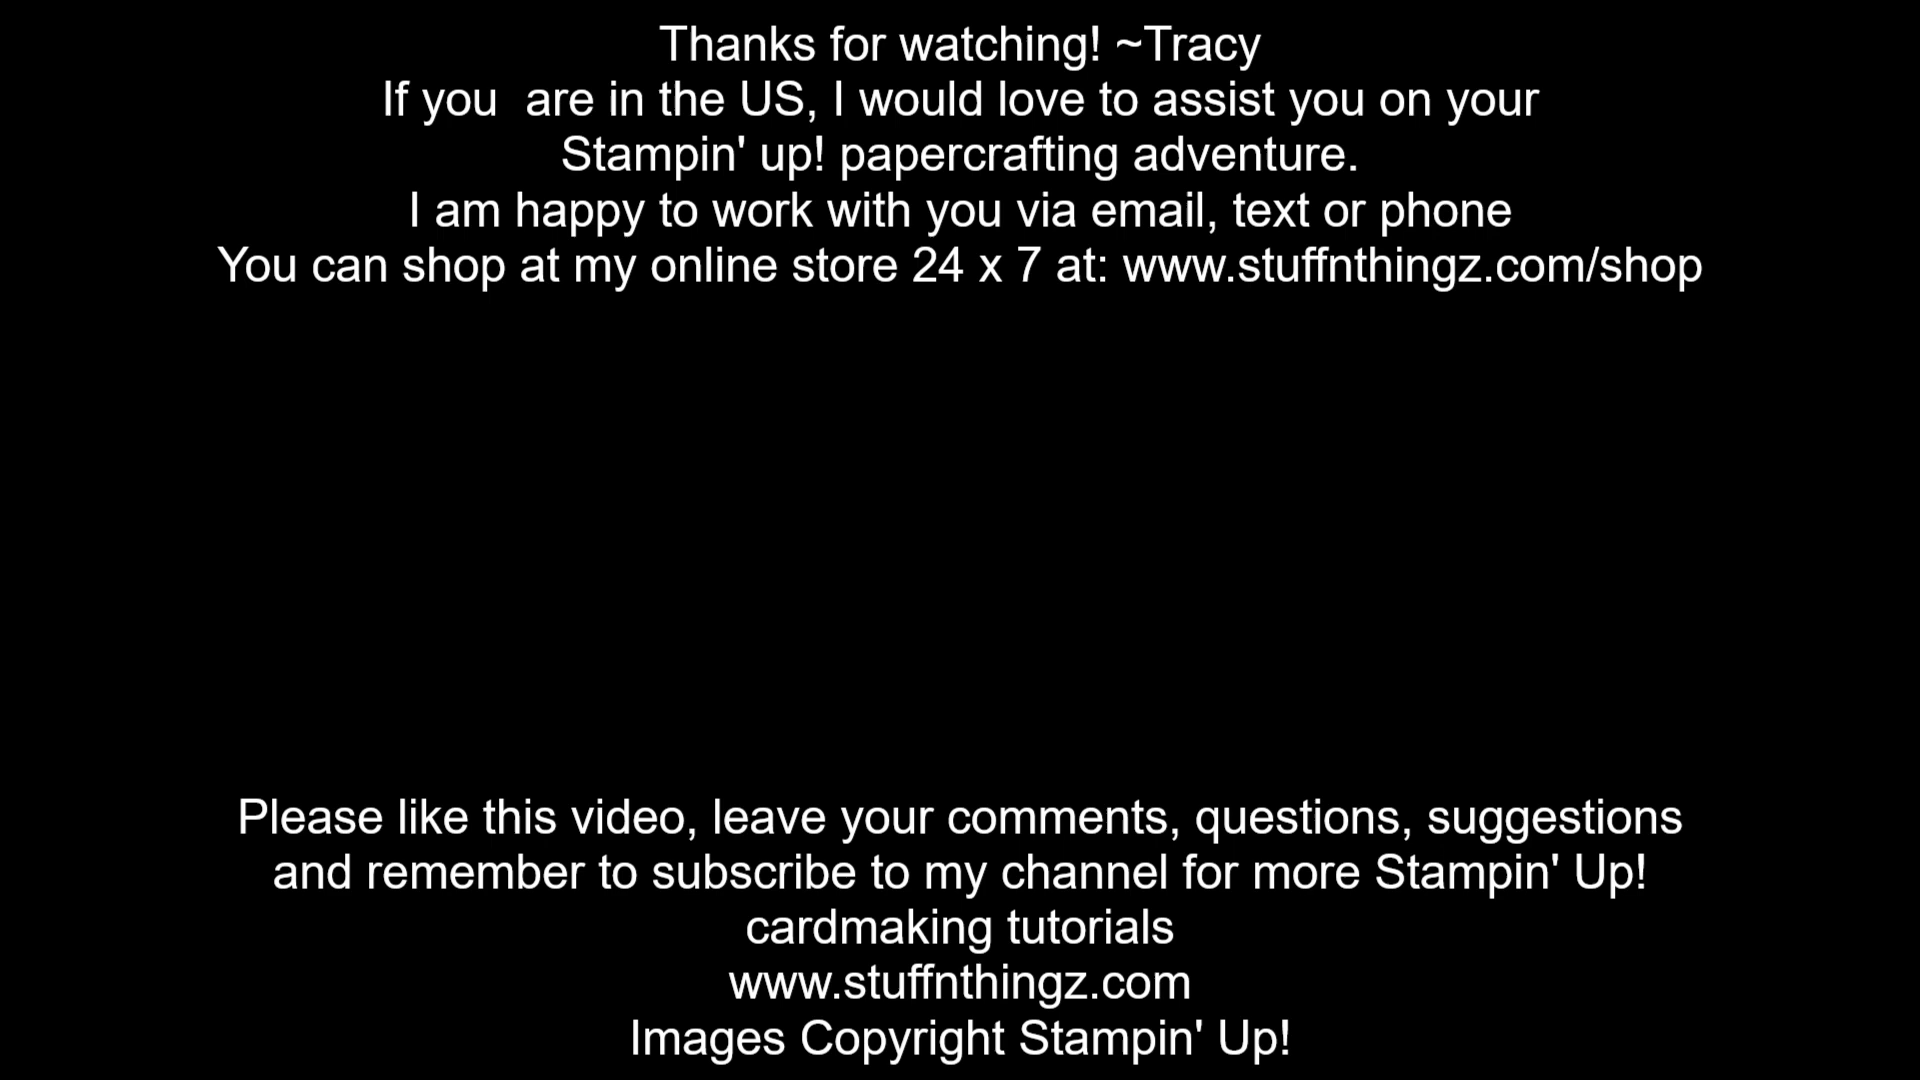 Thanks for watching! ~Tracy
If you  are in the US, I would love to assist you on your
Stampin' up! papercrafting adventure.
I am happy to work with you via email, text or phone
You can shop at my online store 24 x 7 at: www.stuffnthingz.com/shop
Please like this video, leave your comments, questions, suggestions
and remember to subscribe to my channel for more Stampin' Up!
cardmaking tutorials
www.stuffnthingz.com
Images Copyright Stampin' Up!